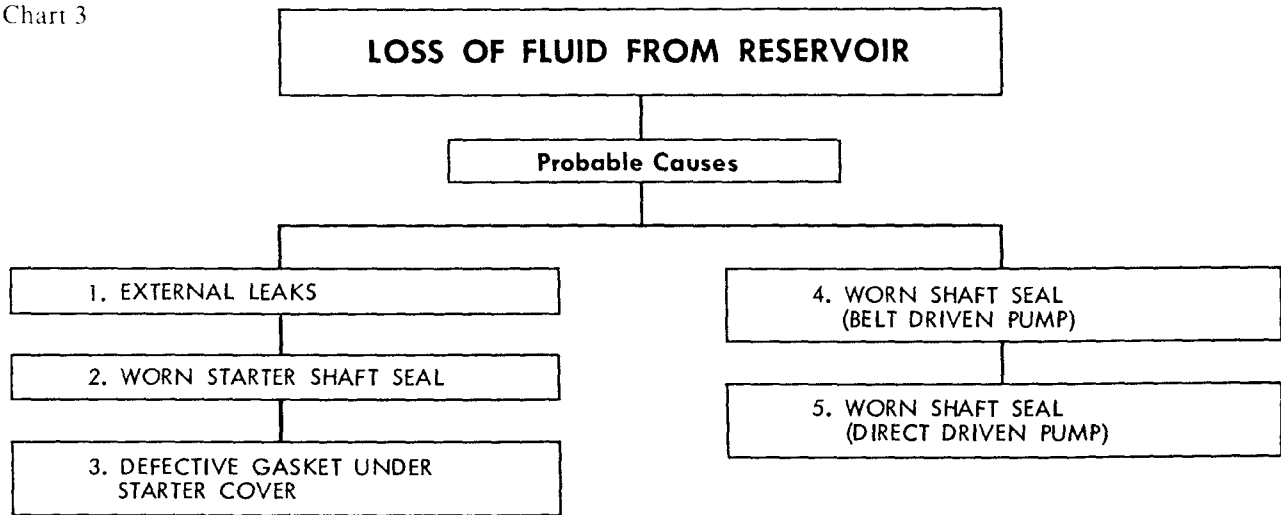 Chart 3
LOSS OF FLUID FROM RESERVOIR
Probable Causes
1. EXTERNAL LEAKS
2. WORN STARTER SHAFT SEAL
3. DEFECTIVE GASKET UNDER
STARTER COVER
4. WORN SHAFT SEAL
(BELT DRIVEN PUMP)
5. WORN SHAFT SEAL
(DIRECT DRIVEN PUMP)